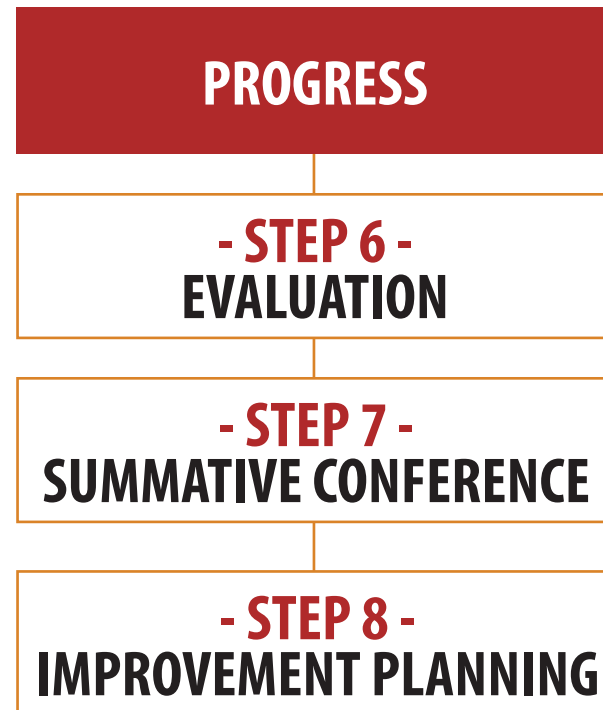 PROGRESS
- STEP 6 -
EVALUATION
- STEP 7 -
SUMMATIVE CONFERENCE
- STEP 8 -
IMPROVEMENT PLANNING